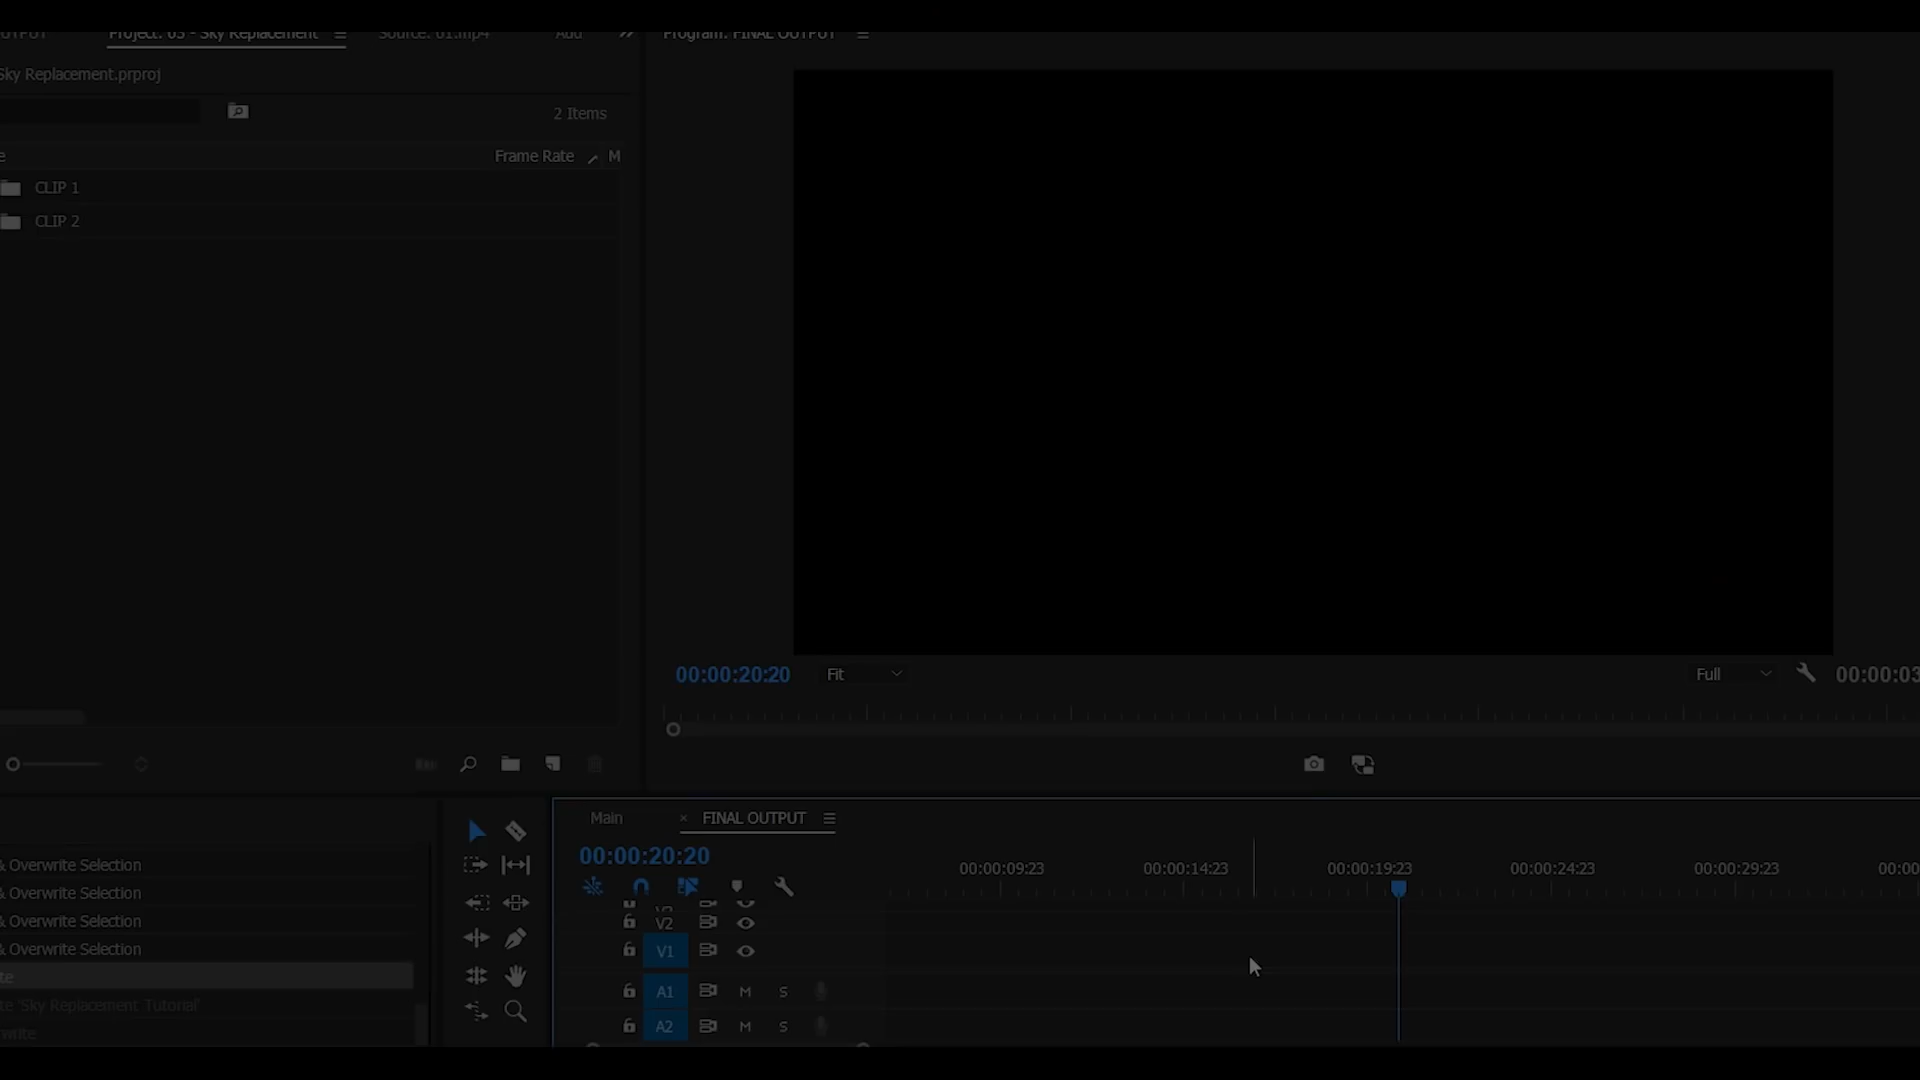 OUTPUT
Project: 03 - Sky Replacement
Source: 01.mp4
Add
Program: FINAL OUTPUT
Sky Replacement.prproj
2 Items
Frame Rate
M
CLIP 1
CLIP 2
00:00:20:20
Fit
Full
00:00:03
Main
× FINAL OUTPUT
00:00:20:20
00:00:09:23
00:00:14:23
00:00:19:23
00:00:24:23
00:00:29:23
00:00
& Overwrite Selection
& Overwrite Selection
& Overwrite Selection
& Overwrite Selection
te
te 'Sky Replacement Tutorial'
write
V2
V1
A1 M S
A2 M S